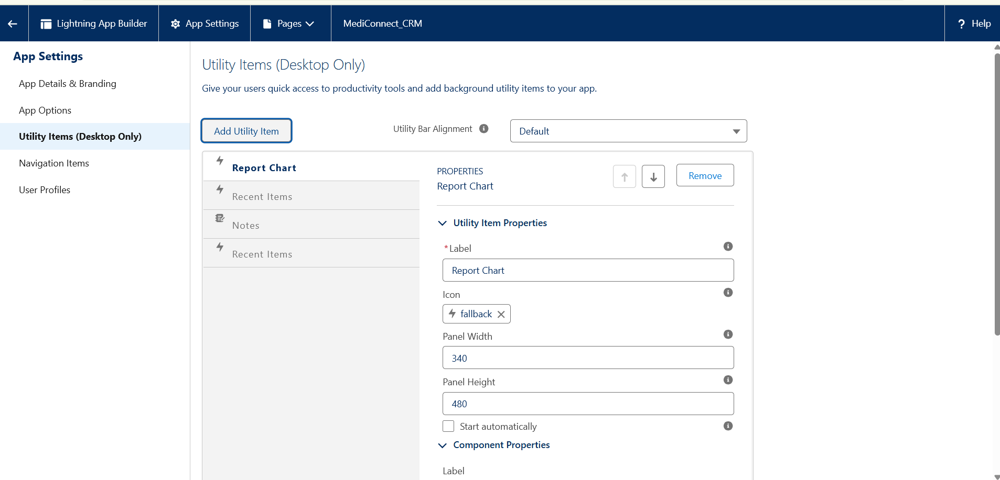 Lightning App Builder
App Settings
Pages
MediConnect_CRM
? Help
App Settings
App Details & Branding
App Options
Utility Items (Desktop Only)
Navigation Items
User Profiles
Utility Items (Desktop Only)
Give your users quick access to productivity tools and add background utility items to your app.
Add Utility Item
Utility Bar Alignment
Default
Report Chart
Recent Items
Notes
Recent Items
PROPERTIES
Report Chart
Remove
Utility Item Properties
*Label
Report Chart
Icon
fallback
Panel Width
340
Panel Height
480
Start automatically
Component Properties
Label